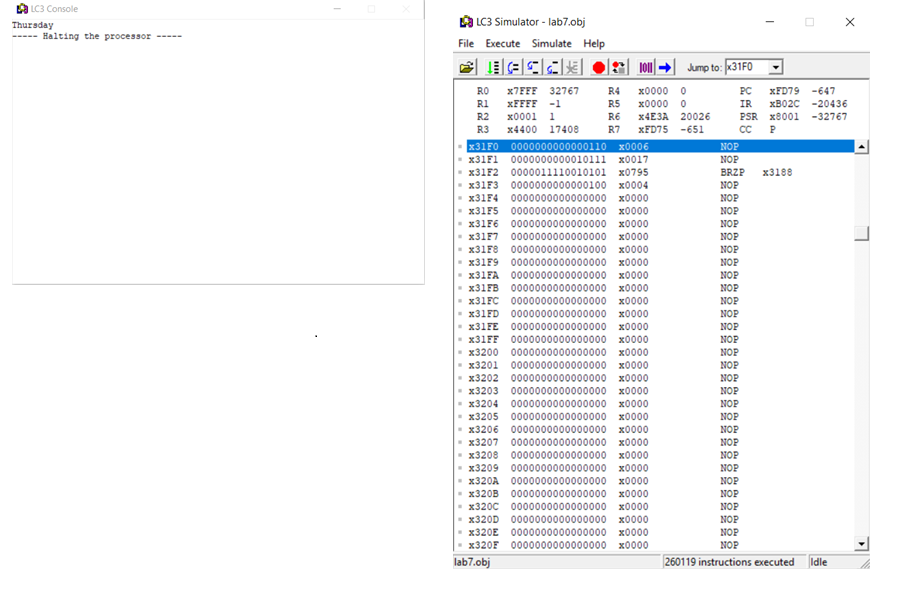 LC3 Console
Thursday
----- Halting the processor -----
LC3 Simulator - lab7.obj
File Execute Simulate Help
Jump to: x31F0
R0 x7FFF 32767 R4 x0000 0 PC xFD79 -647
R1 xFFFF -1 R5 x0000 0 IR xB02C -20436
R2 x0001 1 R6 x4E3A 20026 PSR x8001 -32767
R3 x4400 17408 R7 xFD75 -651 CC P
x31F0 0000000000000110 x0006 NOP
x31F1 0000000000010111 x0017 NOP
x31F2 0000011110010101 x0795 BRZP x3188
x31F3 0000000000000100 x0004 NOP
x31F4 0000000000000000 x0000 NOP
x31F5 0000000000000000 x0000 NOP
x31F6 0000000000000000 x0000 NOP
x31F7 0000000000000000 x0000 NOP
x31F8 0000000000000000 x0000 NOP
x31F9 0000000000000000 x0000 NOP
x31FA 0000000000000000 x0000 NOP
x31FB 0000000000000000 x0000 NOP
x31FC 0000000000000000 x0000 NOP
x31FD 0000000000000000 x0000 NOP
x31FE 0000000000000000 x0000 NOP
x31FF 0000000000000000 x0000 NOP
x3200 0000000000000000 x0000 NOP
x3201 0000000000000000 x0000 NOP
x3202 0000000000000000 x0000 NOP
x3203 0000000000000000 x0000 NOP
x3204 0000000000000000 x0000 NOP
x3205 0000000000000000 x0000 NOP
x3206 0000000000000000 x0000 NOP
x3207 0000000000000000 x0000 NOP
x3208 0000000000000000 x0000 NOP
x3209 0000000000000000 x0000 NOP
x320A 0000000000000000 x0000 NOP
x320B 0000000000000000 x0000 NOP
x320C 0000000000000000 x0000 NOP
x320D 0000000000000000 x0000 NOP
x320E 0000000000000000 x0000 NOP
x320F 0000000000000000 x0000 NOP
lab7.obj 260119 instructions executed Idle